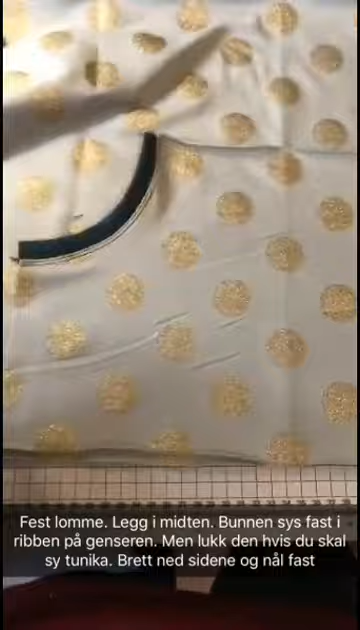 Fest lomme. Legg i midten. Bunnen sys fast i
ribben på genseren. Men lukk den hvis du skal
sy tunika. Brett ned sidene og nål fast